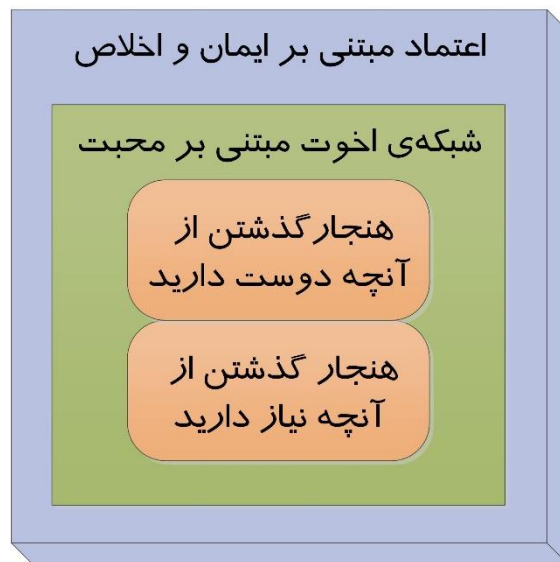 اعتماد مبتنی بر ایمان و اخلاص
شبکه‌ی اخوت مبتنی بر محبت
هنجار گذشتن از
آنچه دوست دارید
هنجار گذشتن از
آنچه نیاز دارید